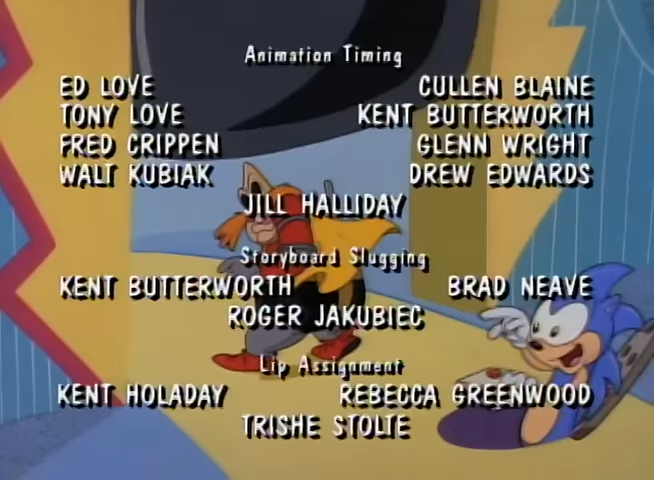 Animation Timing
ED LOVE CULLEN BLAINE
TONY LOVE KENT BUTTERWORTH
FRED CRIPPEN GLENN WRIGHT
WALT KUBIAK DREW EDWARDS
JILL HALLIDAY
Storyboard Slugging
KENT BUTTERWORTH BRAD NEAVE
ROGER JAKUBIEC
Lip Assignment
KENT HOLADAY REBECCA GREENWOOD
TRISHE STOLTE